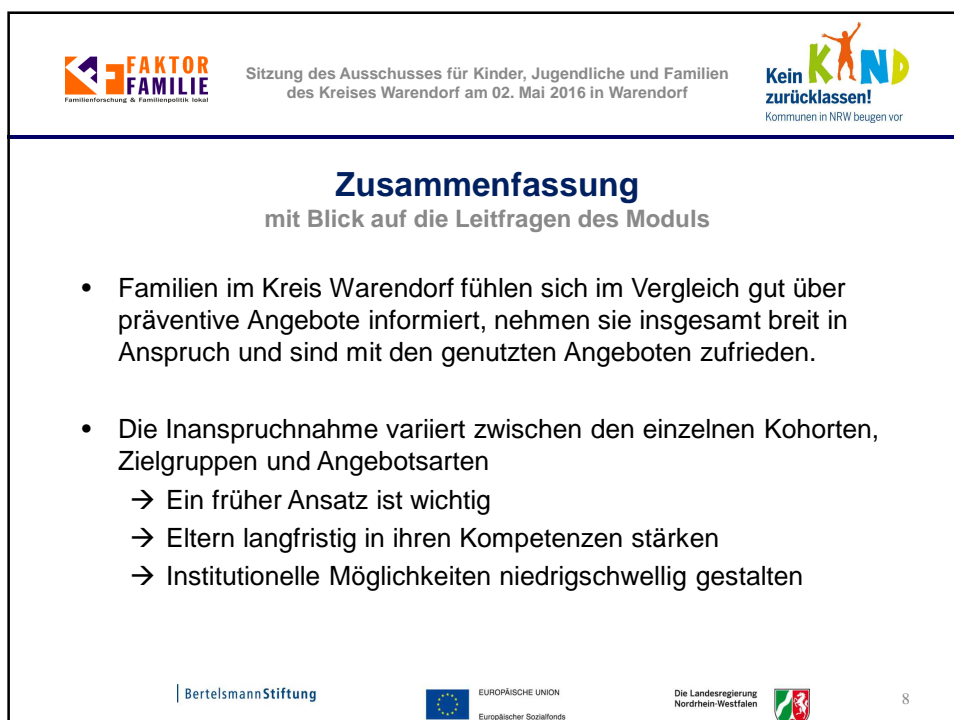 FAKTOR
FAMILIE
Familienforschung & Familienpolitik lokal
Sitzung des Ausschusses für Kinder, Jugendliche und Familien
des Kreises Warendorf am 02. Mai 2016 in Warendorf
Kein KIND
zurücklassen!
Kommunen in NRW beugen vor
Zusammenfassung
mit Blick auf die Leitfragen des Moduls
• Familien im Kreis Warendorf fühlen sich im Vergleich gut über
präventive Angebote informiert, nehmen sie insgesamt breit in
Anspruch und sind mit den genutzten Angeboten zufrieden.
• Die Inanspruchnahme variiert zwischen den einzelnen Kohorten,
Zielgruppen und Angebotsarten
→ Ein früher Ansatz ist wichtig
→ Eltern langfristig in ihren Kompetenzen stärken
→ Institutionelle Möglichkeiten niedrigschwellig gestalten
BertelsmannStiftung
EUROPÄISCHE UNION
Europäischer Sozialfonds
Die Landesregierung
Nordrhein-Westfalen
8